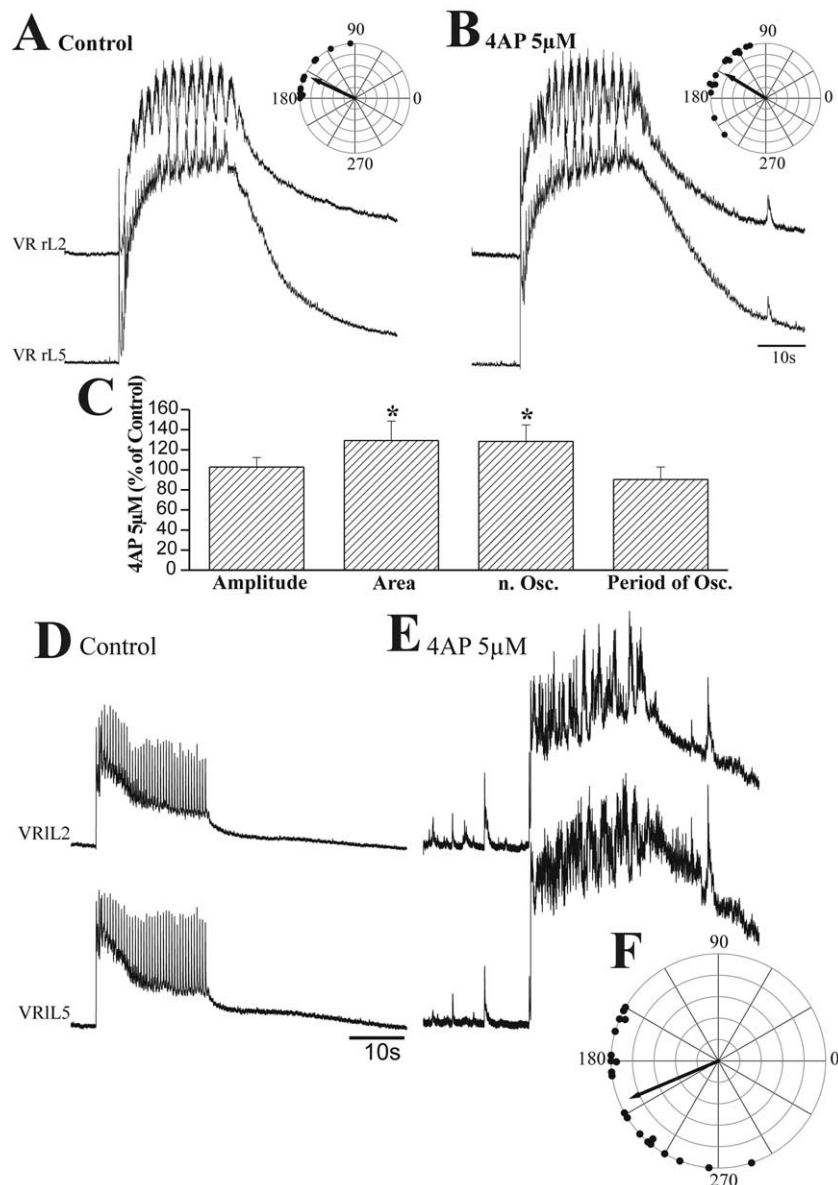 A Control
90
180
0
270
VR rL2
VR rL5
B 4AP 5µM
90
180
0
270
10s
C
4AP 5µM (% of Control)
160
140
120
100
80
60
40
20
0
*
*
Amplitude
Area
n. Osc.
Period of Osc.
D Control
VRlL2
VRlL5
10s
E 4AP 5µM
F
90
180
0
270